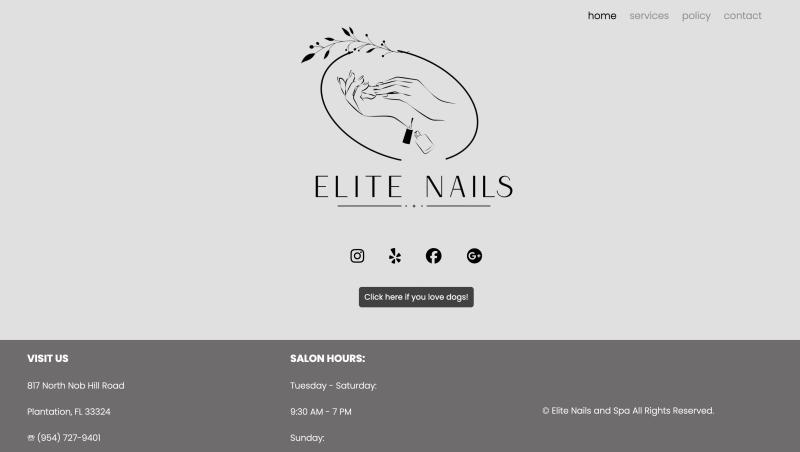 home services policy contact
ELITE NAILS
Click here if you love dogs!
VISIT US
817 North Nob Hill Road
Plantation, FL 33324
☏ (954) 727-9401
SALON HOURS:
Tuesday - Saturday:
9:30 AM - 7 PM
Sunday:
© Elite Nails and Spa All Rights Reserved.